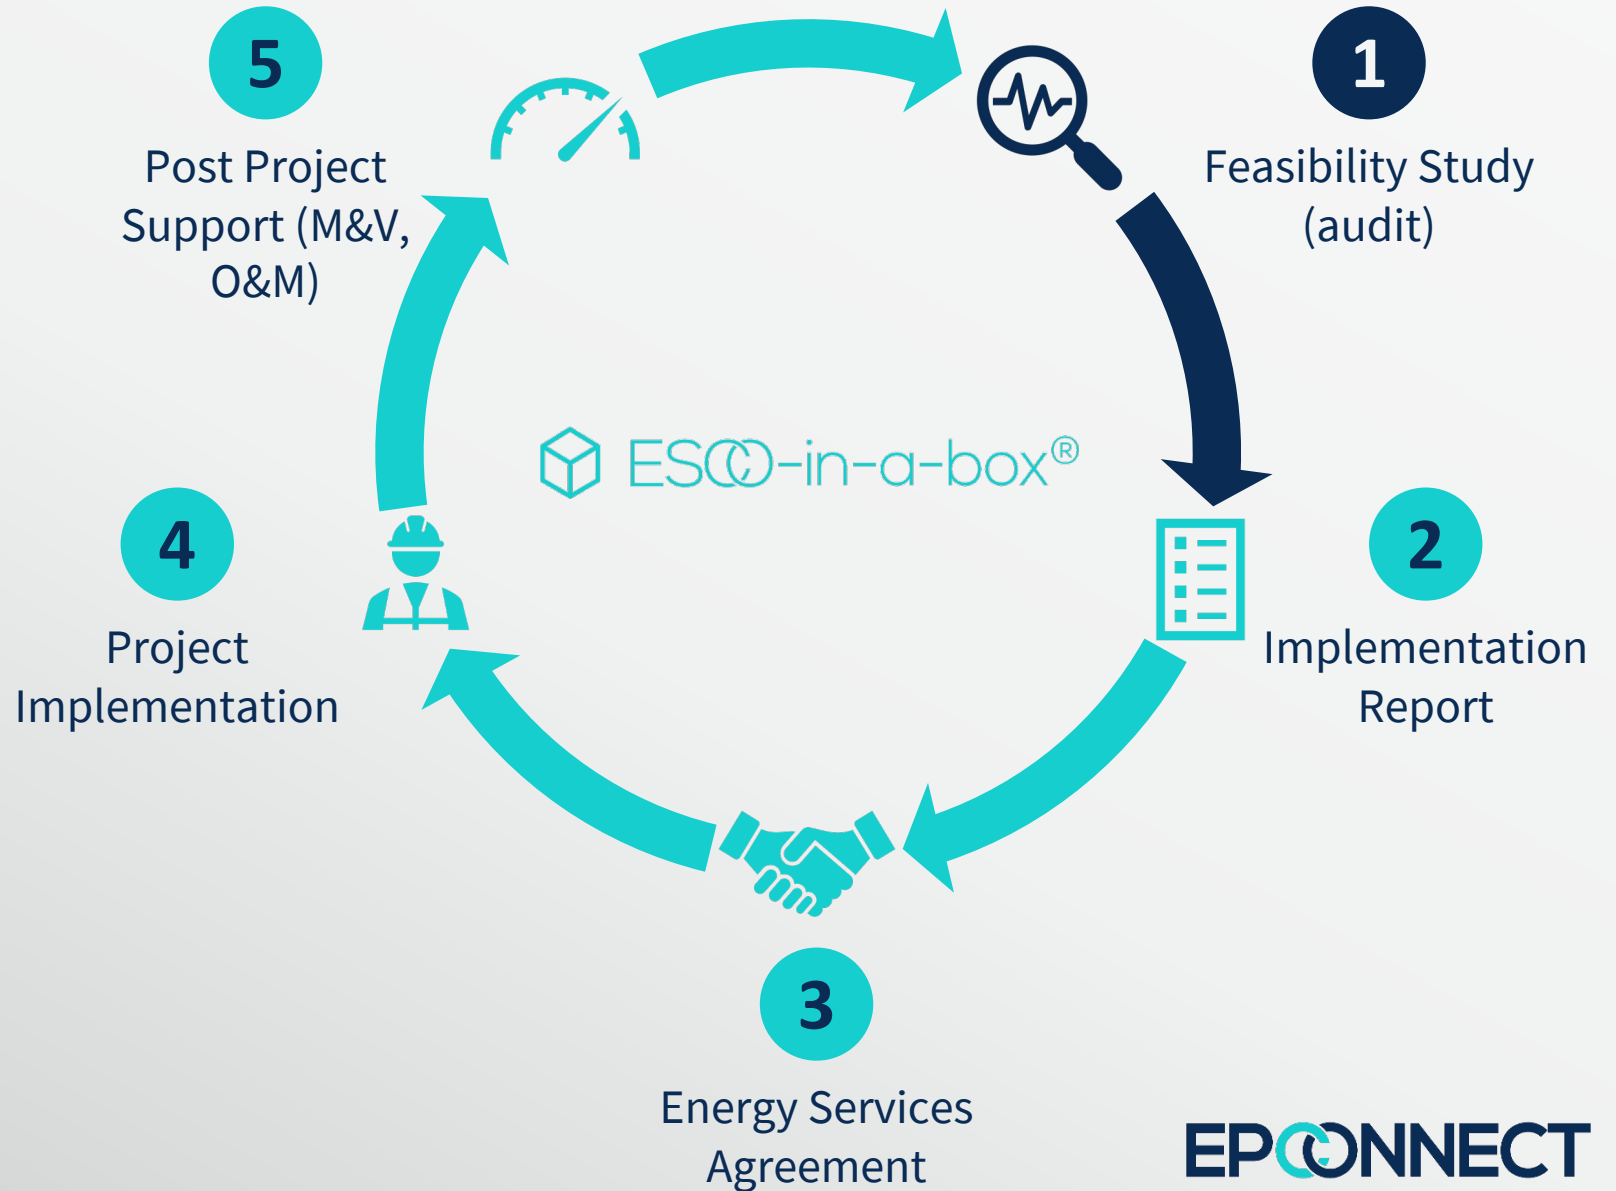 5
Post Project
Support (M&V,
O&M)
1
Feasibility Study
(audit)
ESCO-in-a-box®
4
Project
Implementation
2
Implementation
Report
3
Energy Services
Agreement
EPCONNECT